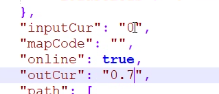 },
"inputCur": "0",
"mapCode": "",
"online": true,
"outCur": "0.7",
"path": [